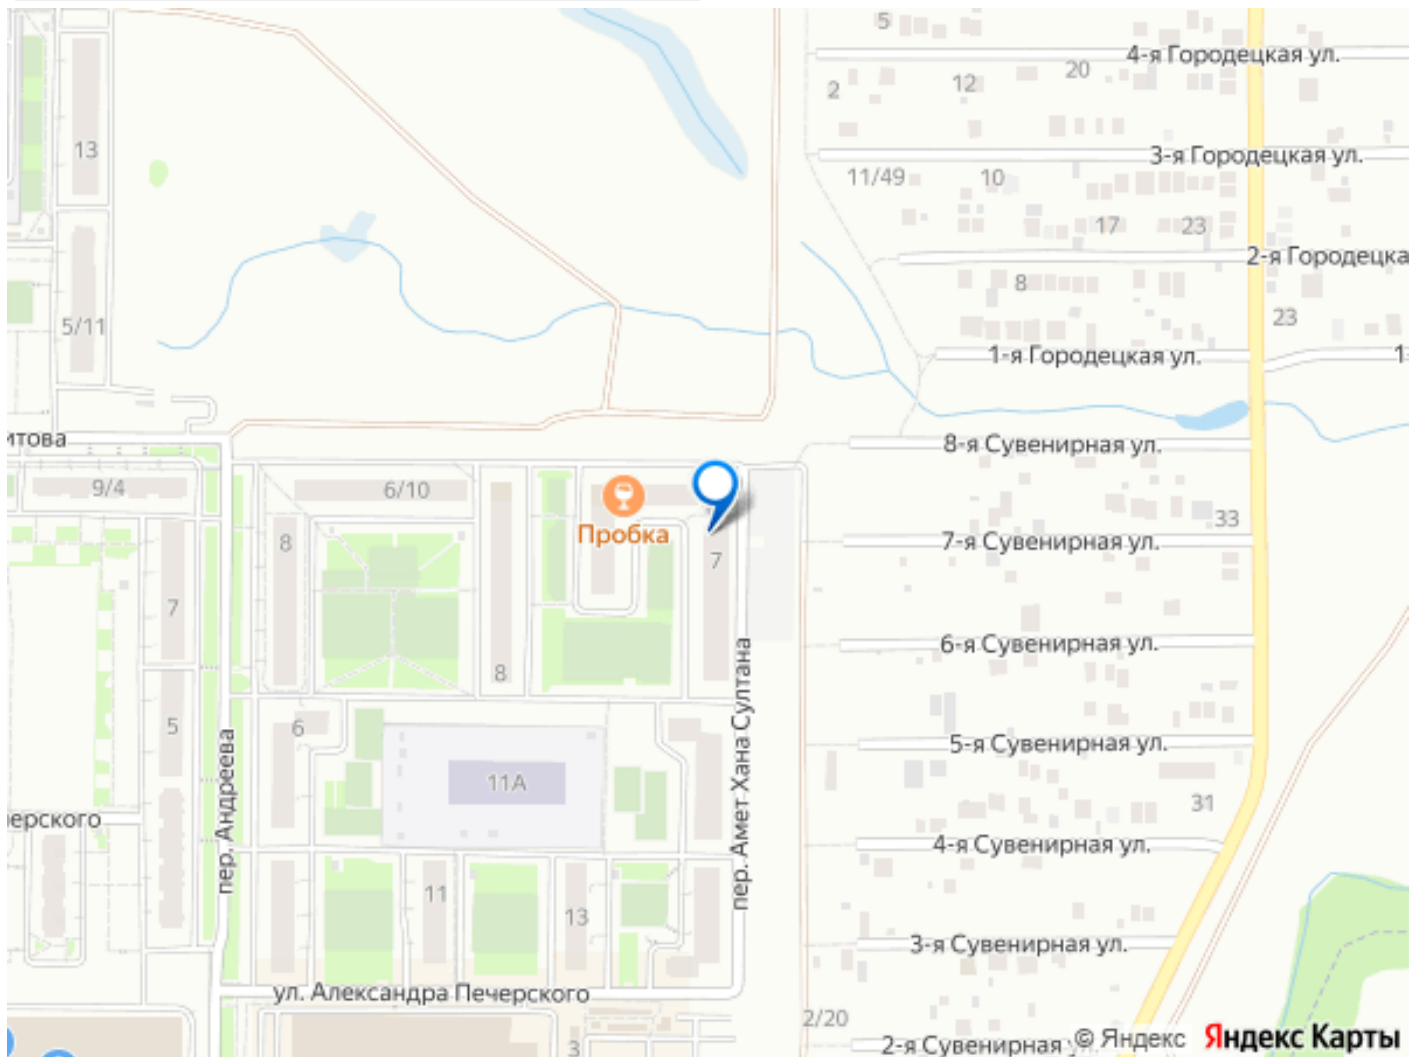 5
4-я Городецкая ул.
20
12
2
13
3-я Городецкая ул.
11/49
10
17
23
2-я Городецка
8
5/11
23
1-я Городецкая ул.
1
итова
8-я Сувенирная ул.
9/4
6/10
33
Пробка
8
7-я Сувенирная ул.
7
7
6-я Сувенирная ул.
8
пер. Амет Хана Султана
6
5
5-я Сувенирная ул.
пер. Андреева
11А
31
ерского
4-я Сувенирная ул.
11
13
3-я Сувенирная ул.
ул. Александра Печерского
2/20
3
2-я Сувенирная
© Яндекс Яндекс Карты